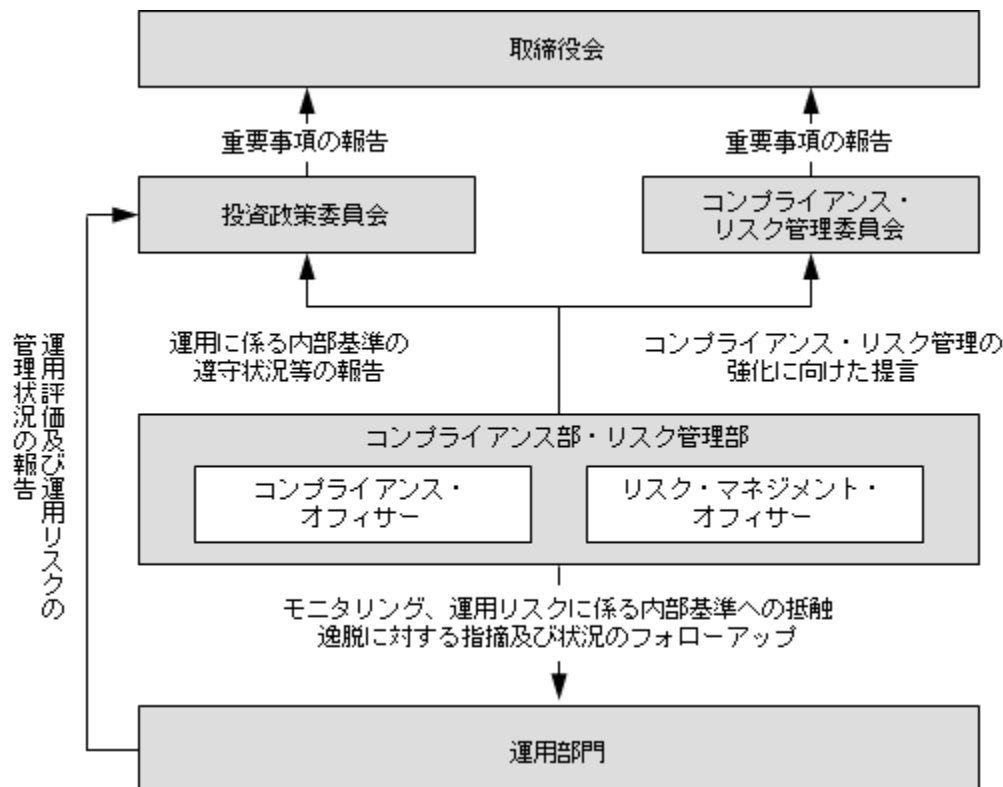 取締役会
重要事項の報告
重要事項の報告
投資政策委員会
コンプライアンス・
リスク管理委員会
運用に係る内部基準の
遵守状況等の報告
コンプライアンス・リスク管理の
強化に向けた提言
運用評価及び運用リスクの
管理状況の報告
コンプライアンス部・リスク管理部
コンプライアンス・
オフィサー
リスク・マネジメント・
オフィサー
モニタリング、運用リスクに係る内部基準への抵触
逸脱に対する指摘及び状況のフォローアップ
運用部門